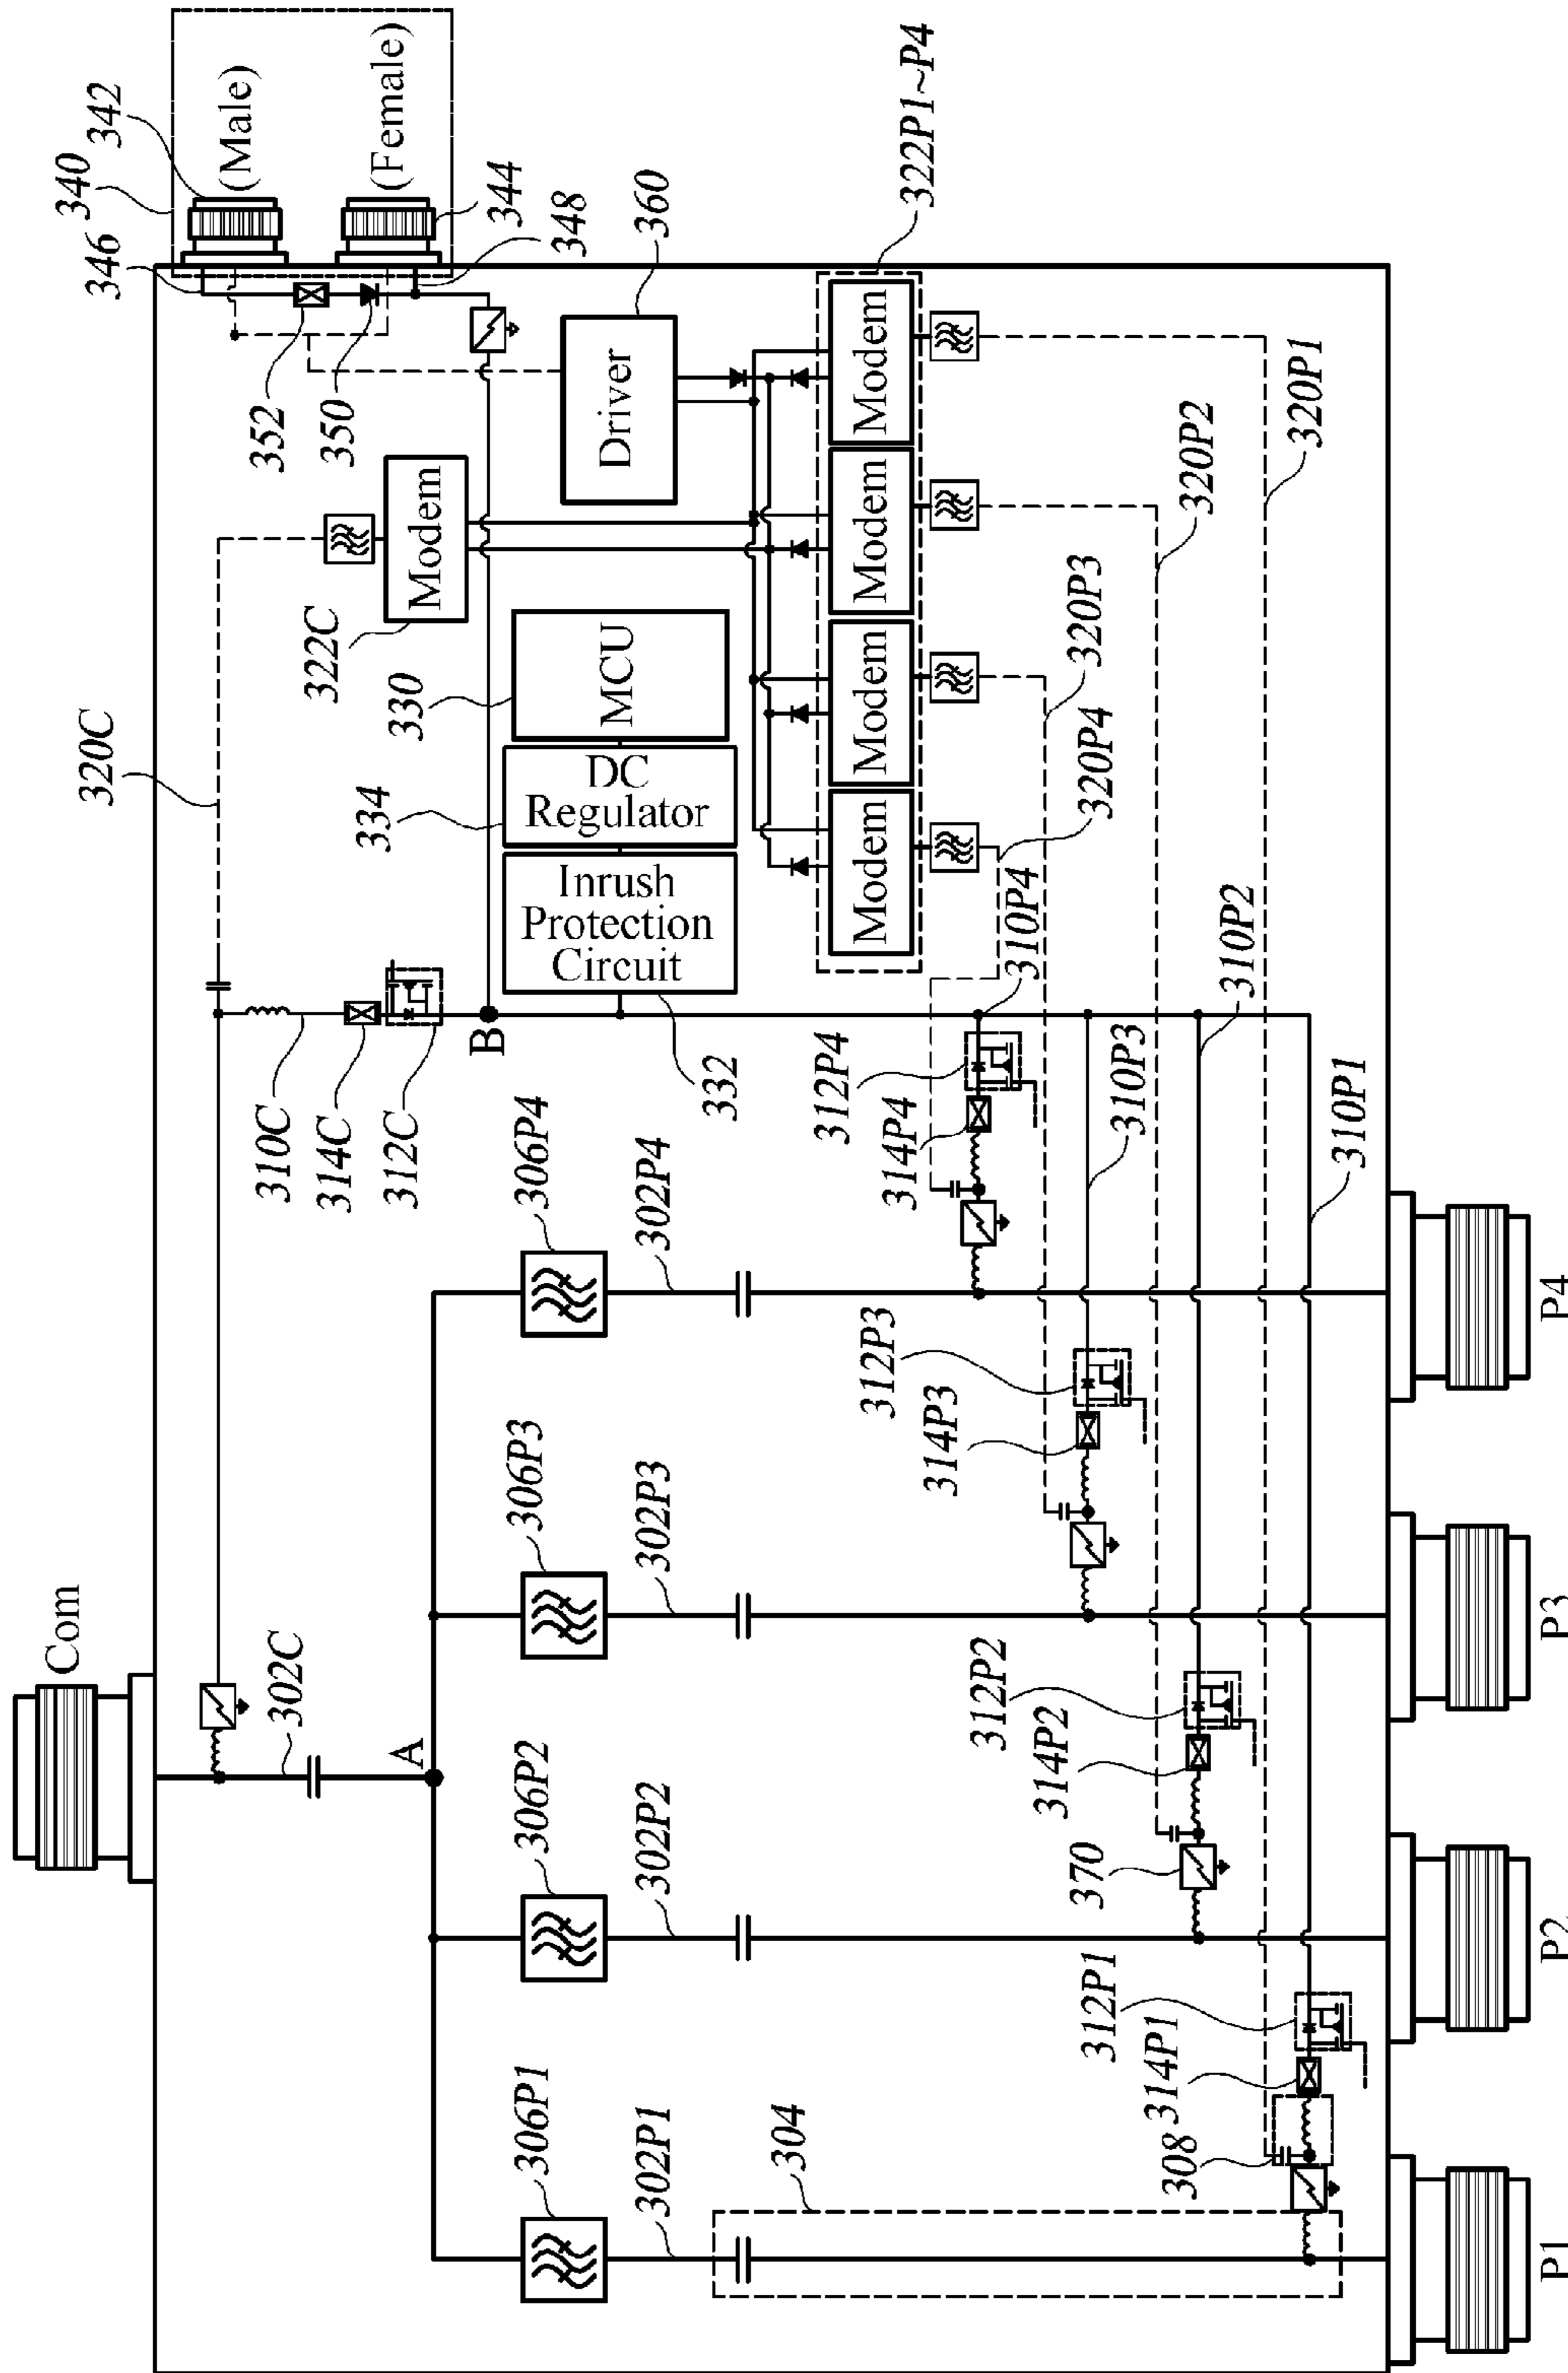 Com
340
342
(Male)
346
(Female)
344
348
352
350
320C
302C
310C
314C
312C
B
322C
Modem
330
MCU
334
DC
Regulator
Inrush
Protection
Circuit
332
360
Driver
322P1~P4
Modem
Modem
Modem
Modem
A
306P1
306P2
306P3
306P4
302P1
302P2
302P3
302P4
304
308
314P1
312P1
370
314P2
312P2
314P3
312P3
314P4
312P4
310P4
310P3
310P2
310P1
320P4
320P3
320P2
320P1
P1
P2
P3
P4